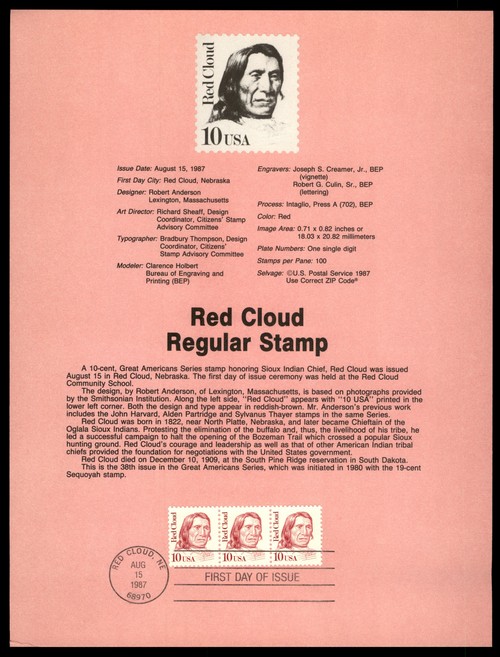 Red Cloud
10 USA
Issue Date: August 15, 1987
First Day City: Red Cloud, Nebraska
Designer: Robert Anderson
Lexington, Massachusetts
Art Director: Richard Sheaff, Design
Coordinator, Citizens' Stamp
Advisory Committee
Typographer: Bradbury Thompson, Design
Coordinator, Citizens'
Stamp Advisory Committee
Modeler: Clarence Holbert
Bureau of Engraving and
Printing (BEP)
Engravers: Joseph S. Creamer, Jr., BEP
(vignette)
Robert G. Culin, Sr., BEP
(lettering)
Process: Intaglio, Press A (702), BEP
Color: Red
Image Area: 0.71 x 0.82 inches or
18.03 x 20.82 millimeters
Plate Numbers: One single digit
Stamps per Pane: 100
Selvage: ©U.S. Postal Service 1987
Use Correct ZIP Code®
Red Cloud
Regular Stamp
A 10-cent, Great Americans Series stamp honoring Sioux Indian Chief, Red Cloud was issued
August 15 in Red Cloud, Nebraska. The first day of issue ceremony was held at the Red Cloud
Community School.
The design, by Robert Anderson, of Lexington, Massachusetts, is based on photographs provided
by the Smithsonian Institution. Along the left side, "Red Cloud" appears with "10 USA" printed in the
lower left corner. Both the design and type appear in reddish-brown. Mr. Anderson's previous work
includes the John Harvard, Alden Partridge and Sylvanus Thayer stamps in the same Series.
Red Cloud was born in 1822, near North Platte, Nebraska, and later became Chieftain of the
Oglala Sioux Indians. Protesting the elimination of the buffalo and, thus, the livelihood of his tribe, he
led a successful campaign to halt the opening of the Bozeman Trail which crossed a popular Sioux
hunting ground. Red Cloud's courage and leadership as well as that of other American Indian tribal
chiefs provided the foundation for negotiations with the United States government.
Red Cloud died on December 10, 1909, at the South Pine Ridge reservation in South Dakota.
This is the 38th issue in the Great Americans Series, which was initiated in 1980 with the 19-cent
Sequoyah stamp.
Red Cloud
10 USA
Red Cloud
10 USA
Red Cloud
10 USA
RED CLOUD, NE
AUG
15
1987
68970
FIRST DAY OF ISSUE